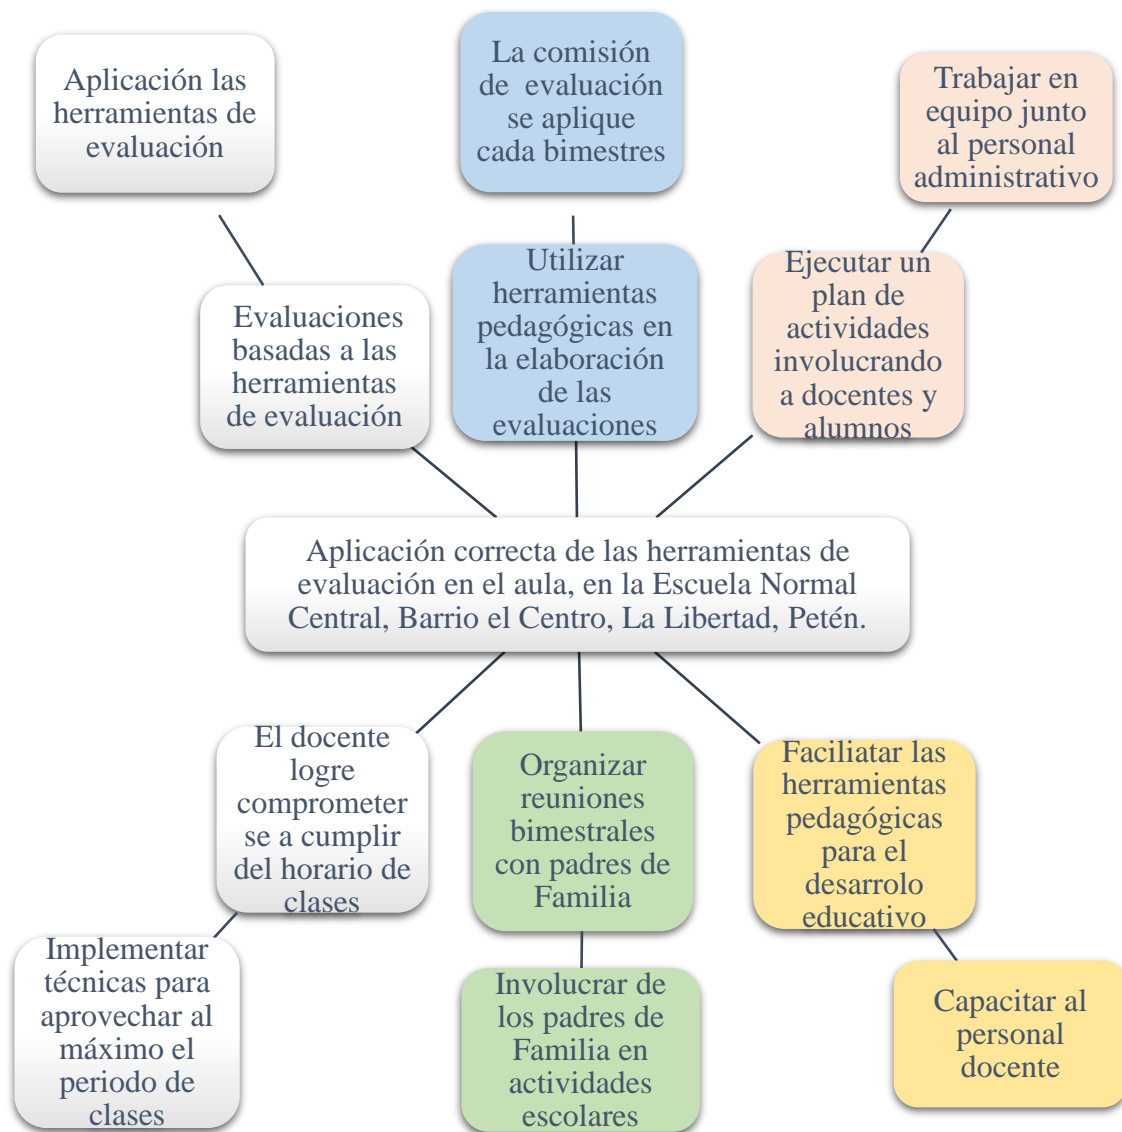 Aplicación las
herramientas de
evaluación
La comisión
de evaluación
se aplique
cada bimestres
Trabajar en
equipo junto
al personal
administrativo
Evaluaciones
basadas a las
herramientas
de evaluación
Utilizar
herramientas
pedagógicas en
la elaboración
de las
evaluaciones
Ejecutar un
plan de
actividades
involucrando
a docentes y
alumnos
Aplicación correcta de las herramientas de
evaluación en el aula, en la Escuela Normal
Central, Barrio el Centro, La Libertad, Petén.
El docente
logre
comprometer
se a cumplir
del horario de
clases
Organizar
reuniones
bimestrales
con padres de
Familia
Faciliatar las
herramientas
pedagógicas
para el
desarrolo
educativo
Implementar
técnicas para
aprovechar al
máximo el
periodo de
clases
Involucrar de
los padres de
Familia en
actividades
escolares
Capacitar al
personal
docente